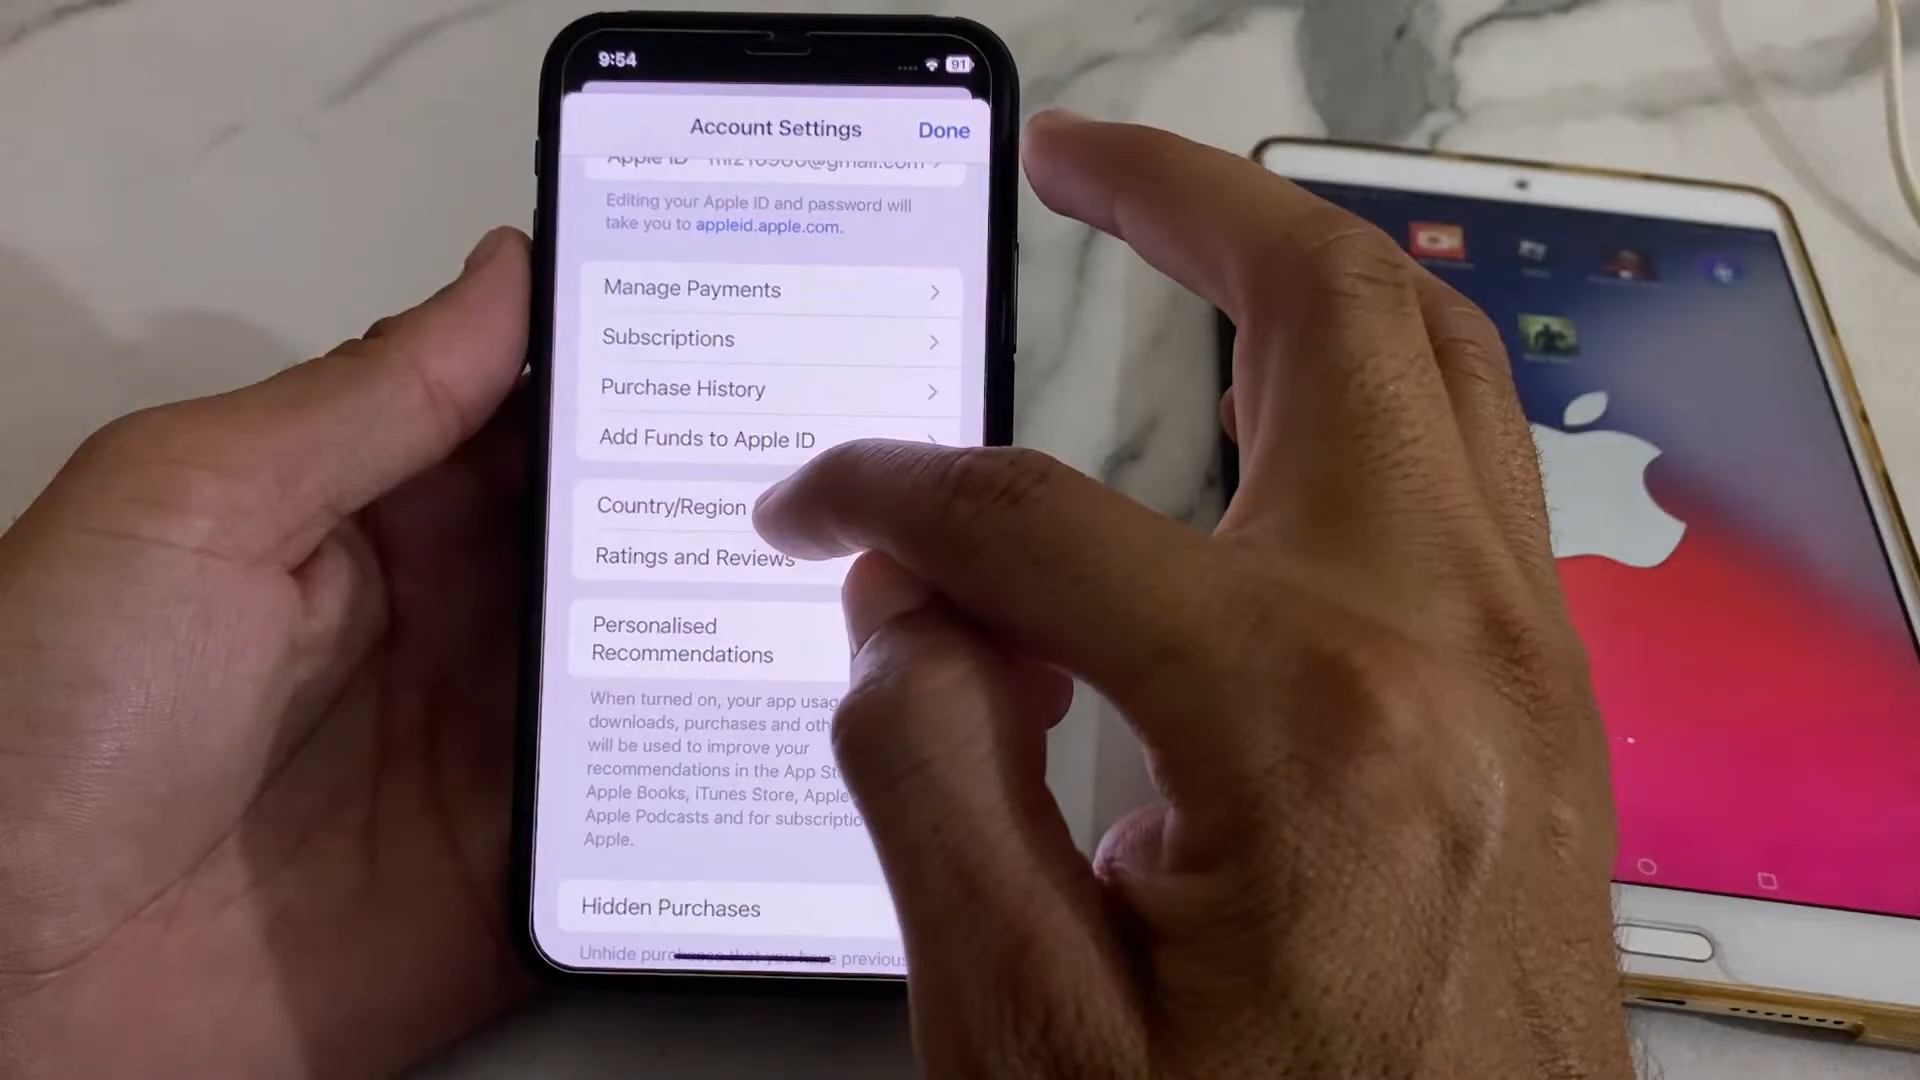 9:54
91
Account Settings
Done
Apple ID
@gmail.com
Editing your Apple ID and password will
take you to appleid.apple.com.
Manage Payments
Subscriptions
Purchase History
Add Funds to Apple ID
Country/Region
Ratings and Reviews
Personalised
Recommendations
When turned on, your app usag
downloads, purchases and oth
will be used to improve your
recommendations in the App St
Apple Books, iTunes Store, Apple
Apple Podcasts and for subscriptio
Apple.
Hidden Purchases
Unhide purchases that you have previous